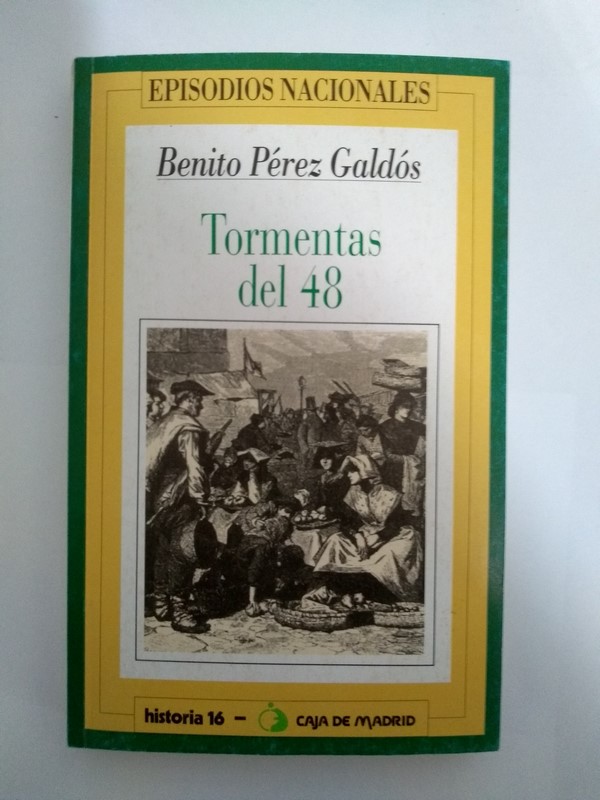 EPISODIOS NACIONALES
Benito Pérez Galdós
Tormentas
del 48
historia 16 – CAJA DE MADRID